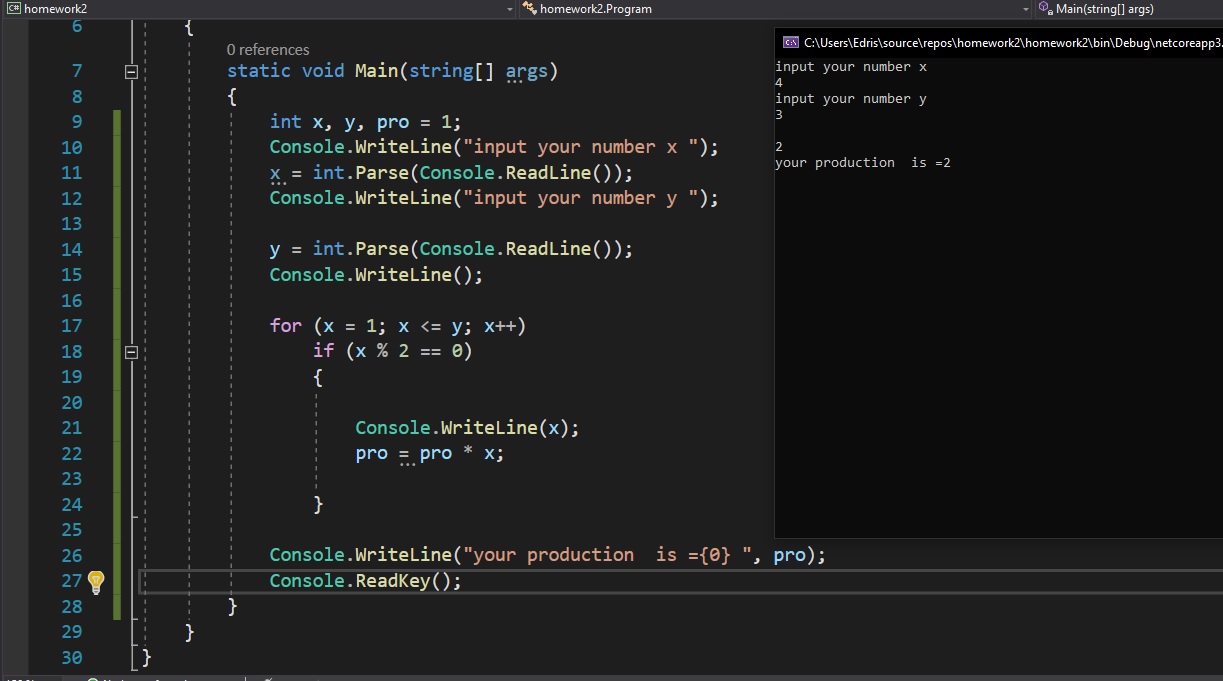 C# homework2 homework2.Program Main(string[] args)
6 {
0 references
7 static void Main(string[] args)
8 {
9 int x, y, pro = 1;
10 Console.WriteLine("input your number x ");
11 x = int.Parse(Console.ReadLine());
12 Console.WriteLine("input your number y ");
13
14 y = int.Parse(Console.ReadLine());
15 Console.WriteLine();
16
17 for (x = 1; x <= y; x++)
18 if (x % 2 == 0)
19 {
20
21 Console.WriteLine(x);
22 pro = pro * x;
23
24 }
25
26 Console.WriteLine("your production  is ={0} ", pro);
27 Console.ReadKey();
28 }
29 }
30 }
C:\Users\Edris\source\repos\homework2\homework2\bin\Debug\netcoreapp3.
input your number x
4
input your number y
3
2
your production  is =2